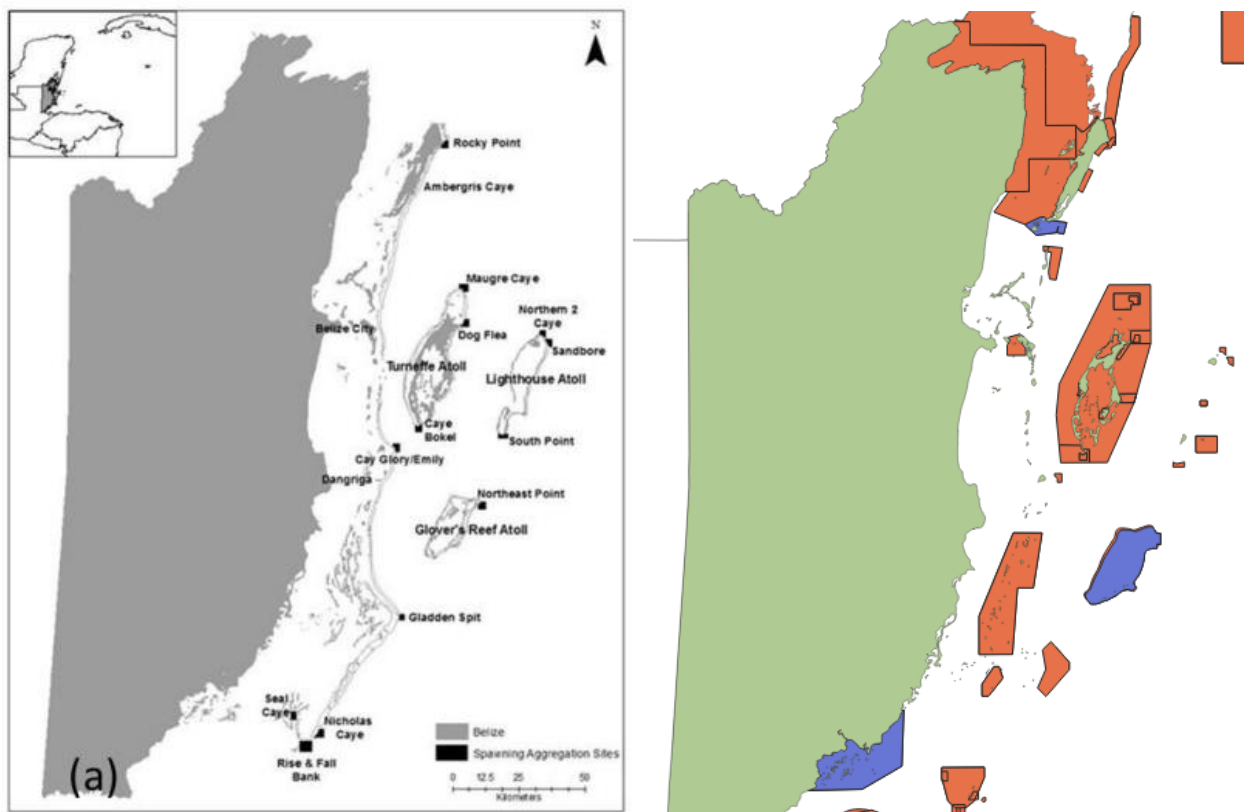 N
Rocky Point
Ambergris Caye
Maugre Caye
Northern 2
Caye
Belize City
Dog Flea
Sandbore
Turneffe Atoll
Lighthouse Atoll
Caye
Bokel
South Point
Cay Glory/Emily
Dangriga
Northeast Point
Glover's Reef Atoll
Gladden Spit
Seal
Caye
Nicholas
Caye
Rise & Fall
Bank
(a)
Belize
Spawning Aggregation Sites
0 12.5 25 50
Kilometers